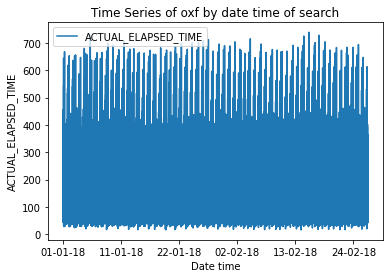 Time Series of oxf by date time of search
ACTUAL_ELAPSED_TIME
ACTUAL_ELAPSED_TIME
700
600
500
400
300
200
100
0
01-01-18 11-01-18 22-01-18 02-02-18 13-02-18 24-02-18
Date time